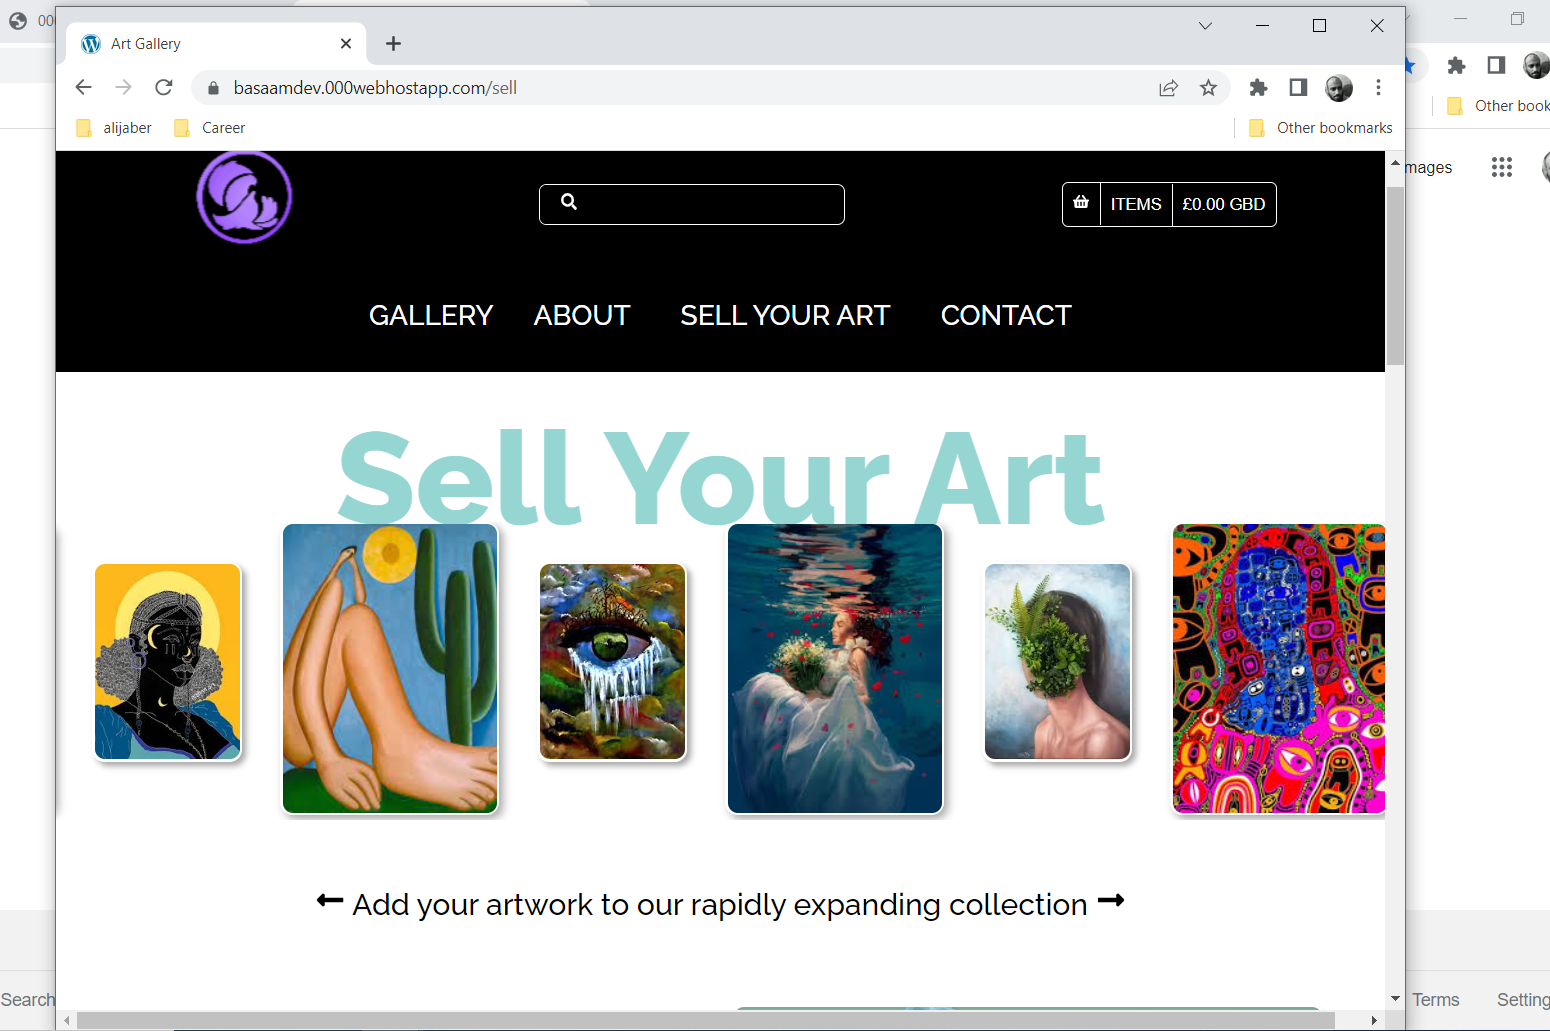 000
Art Gallery
basaamdev.000webhostapp.com/sell
alijaber
Career
Other bookmarks
Other book
mages
ITEMS
£0.00 GBD
GALLERY
ABOUT
SELL YOUR ART
CONTACT
Sell Your Art
Add your artwork to our rapidly expanding collection
Search
Terms
Setting